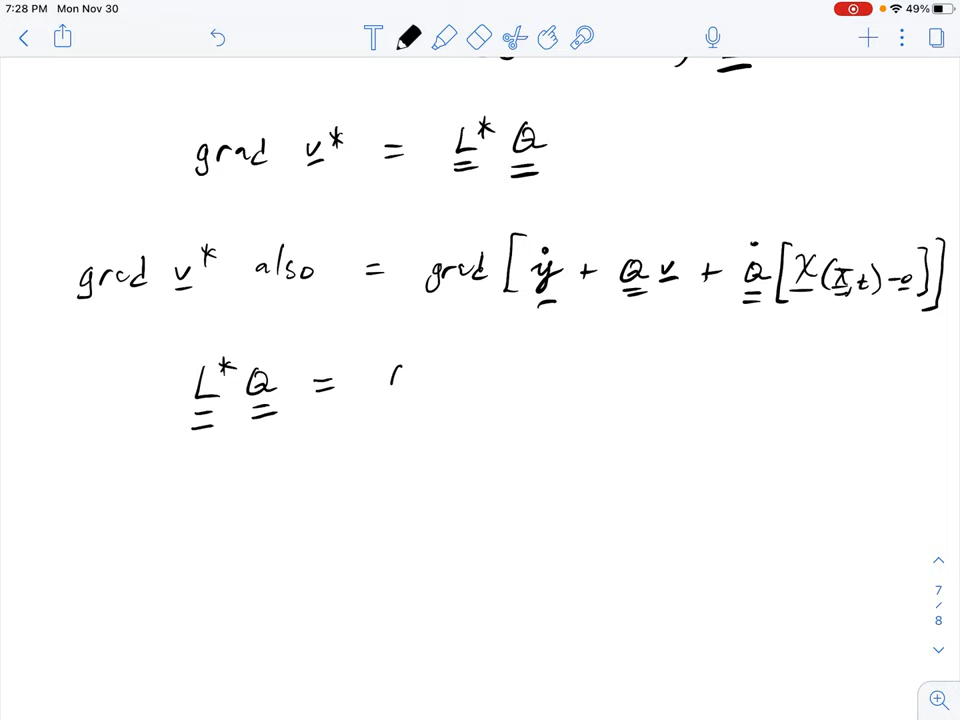 7:28 PM Mon Nov 30 49%
grad v* = L* Q
grad v* also = grad [ ẏ + Q v + Q̇ [ χ(X,t) - o ] ]
L* Q =
7
/
8